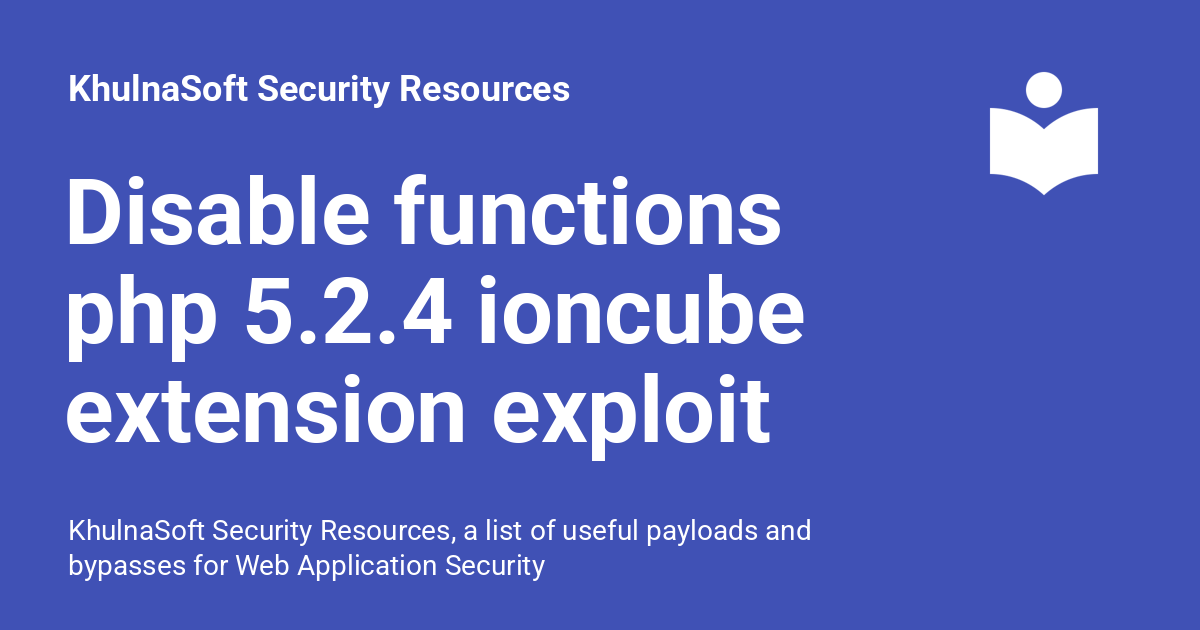 KhulnaSoft Security Resources
Disable functions
php 5.2.4 ioncube
extension exploit
KhulnaSoft Security Resources, a list of useful payloads and
bypasses for Web Application Security